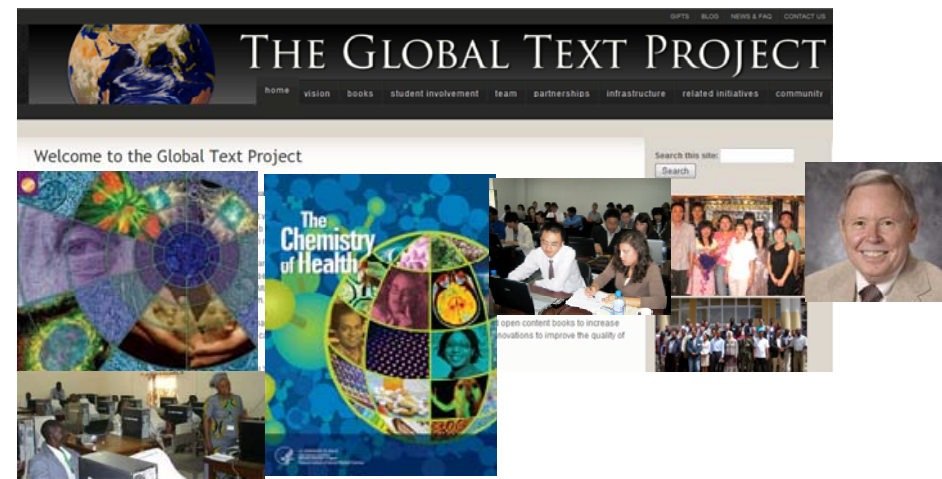 GIFTS BLOG NEWS & FAQ CONTACT US
THE GLOBAL TEXT PROJECT
home vision books student involvement team partnerships infrastructure related initiatives community
Welcome to the Global Text Project
Search this site:
Search
The
Chemistry
of Health
open content books to increase
innovations to improve the quality of